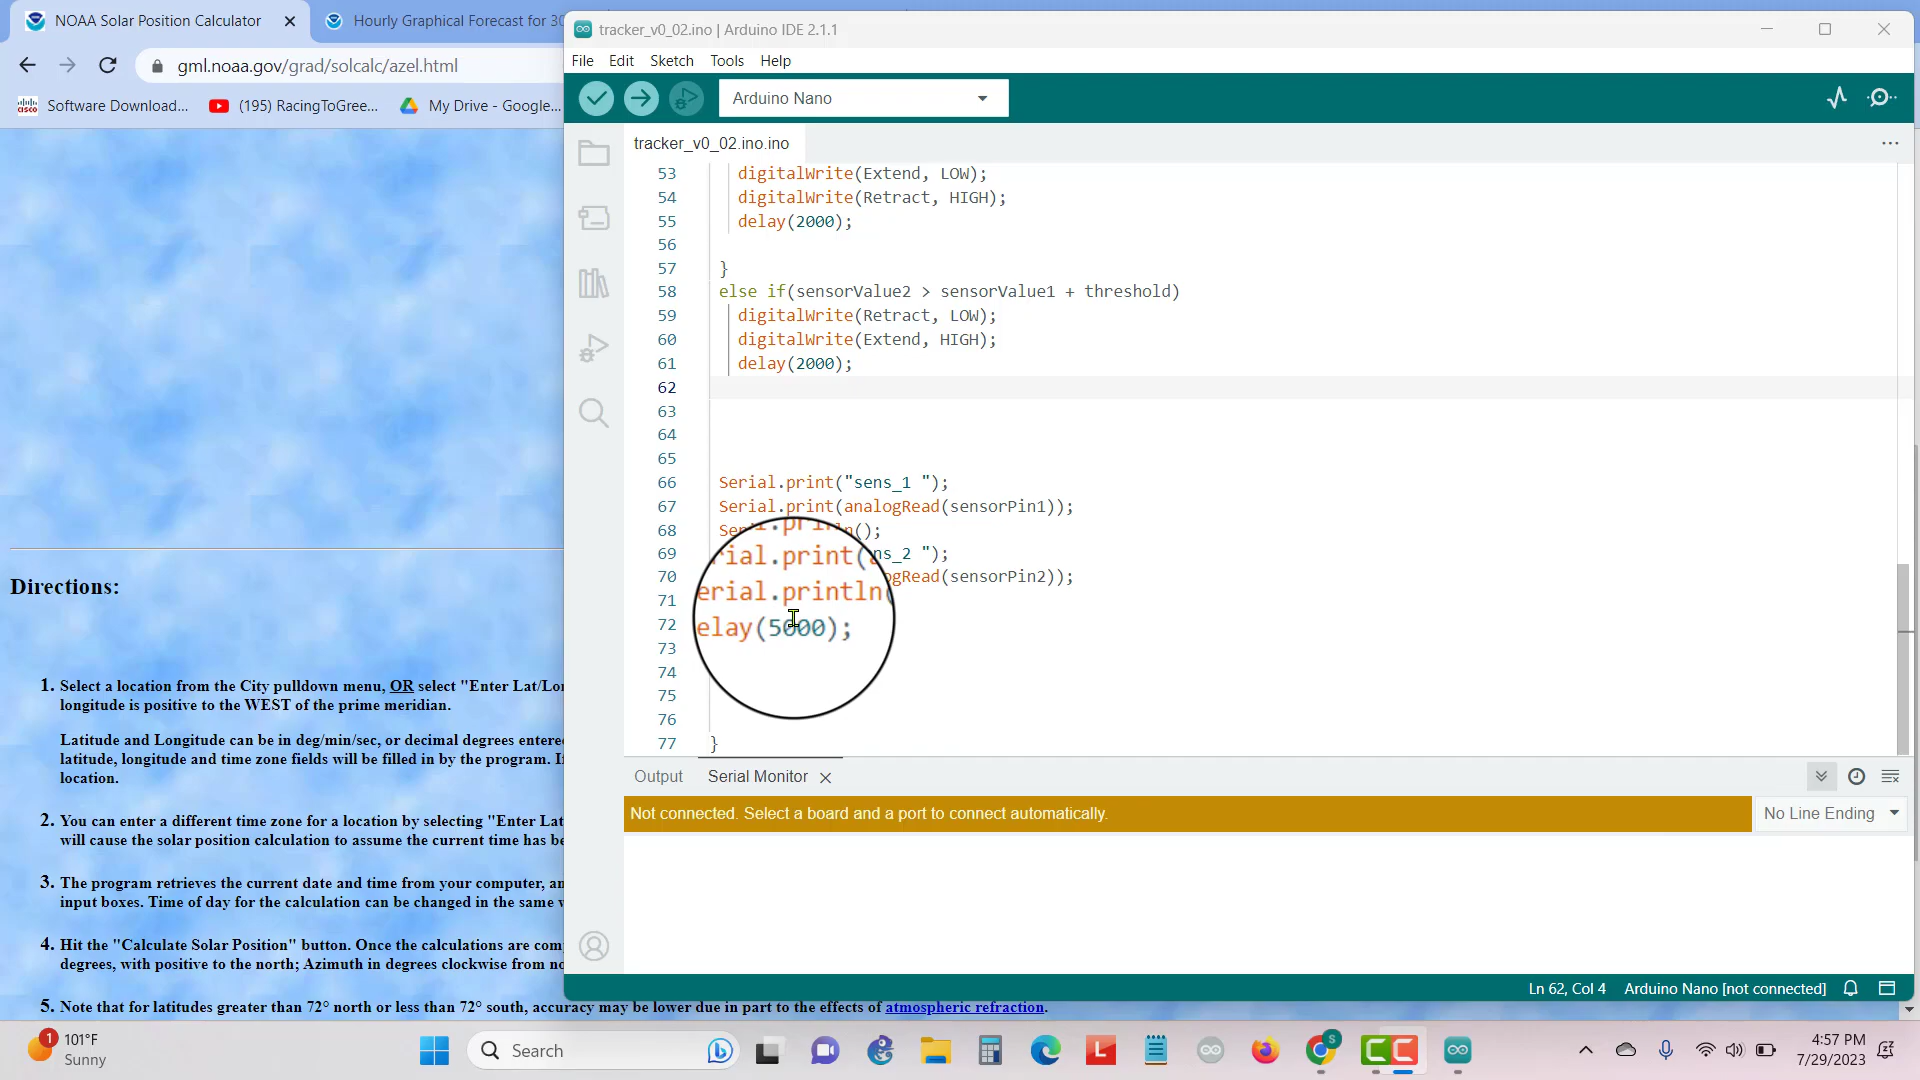 NOAA Solar Position Calculator
Hourly Graphical Forecast for 30
gml.noaa.gov/grad/solcalc/azel.html
Software Download...
(195) RacingToGree...
My Drive - Google...
Directions:
1. Select a location from the City pulldown menu, OR select "Enter Lat/Lon
longitude is positive to the WEST of the prime meridian.
Latitude and Longitude can be in deg/min/sec, or decimal degrees entered
latitude, longitude and time zone fields will be filled in by the program. If
location.
2. You can enter a different time zone for a location by selecting "Enter Lat
will cause the solar position calculation to assume the current time has be
3. The program retrieves the current date and time from your computer, an
input boxes. Time of day for the calculation can be changed in the same
4. Hit the "Calculate Solar Position" button. Once the calculations are com
degrees, with positive to the north; Azimuth in degrees clockwise from no
5. Note that for latitudes greater than 72° north or less than 72° south, accuracy may be lower due in part to the effects of atmospheric refraction.
tracker_v0_02.ino | Arduino IDE 2.1.1
File Edit Sketch Tools Help
Arduino Nano
tracker_v0_02.ino.ino
53 digitalWrite(Extend, LOW);
54 digitalWrite(Retract, HIGH);
55 delay(2000);
56
57 }
58 else if(sensorValue2 > sensorValue1 + threshold)
59 digitalWrite(Retract, LOW);
60 digitalWrite(Extend, HIGH);
61 delay(2000);
62
63
64
65
66 Serial.print("sens_1 ");
67 Serial.print(analogRead(sensorPin1));
68 Ser l.prin ln();
69 rial.print( ns_2 ");
70 ogRead(sensorPin2));
71 erial.println(
72 elay(5000);
73
74
75
76
77 }
Output
Serial Monitor
Not connected. Select a board and a port to connect automatically.
No Line Ending
Ln 62, Col 4
Arduino Nano [not connected]
1
101°F
Sunny
Search
4:57 PM
7/29/2023